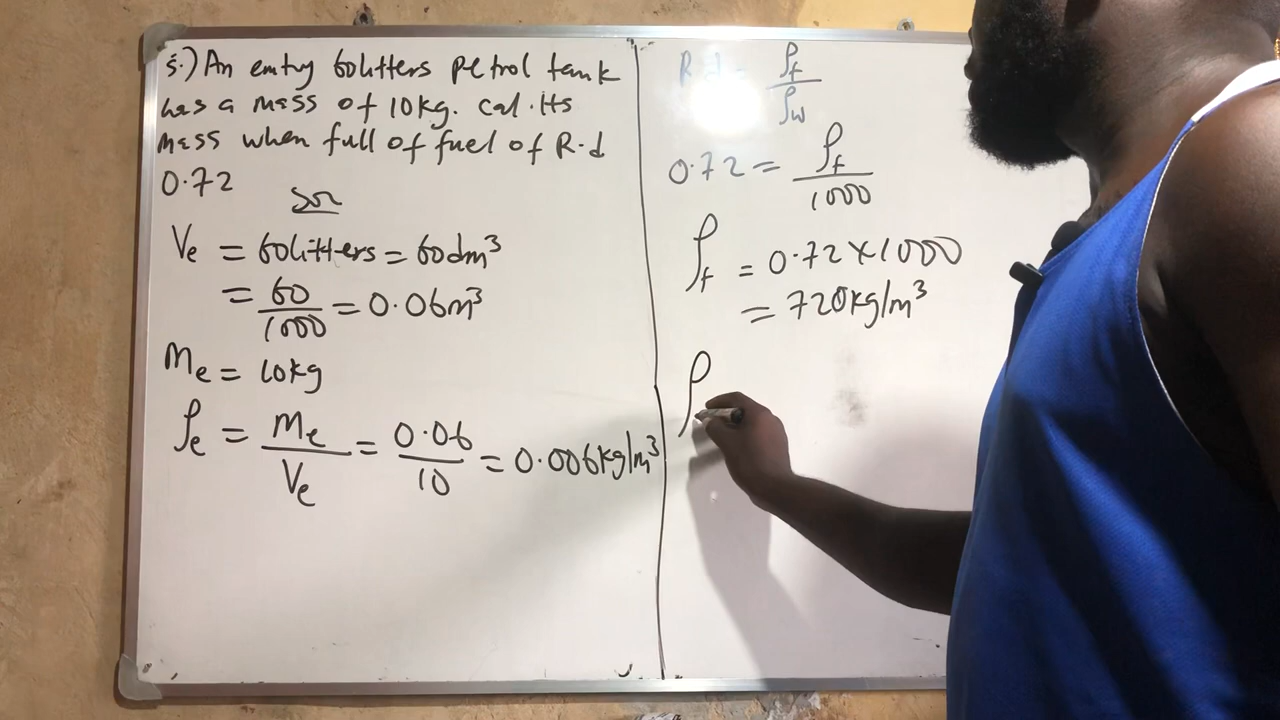 5.) An emtry 60litters petrol tank
has a mass of 10kg. cal. its
mass when full of fuel of R.d
0.72
Soln
Ve = 60litters = 60dm³
= 60/1000 = 0.06m³
Me = 10kg
ρe = Me/Ve = 0.06/10 = 0.006kg/m³
R.d = ρf/ρw
0.72 = ρf/1000
ρf = 0.72 × 1000
= 720kg/m³
ρ